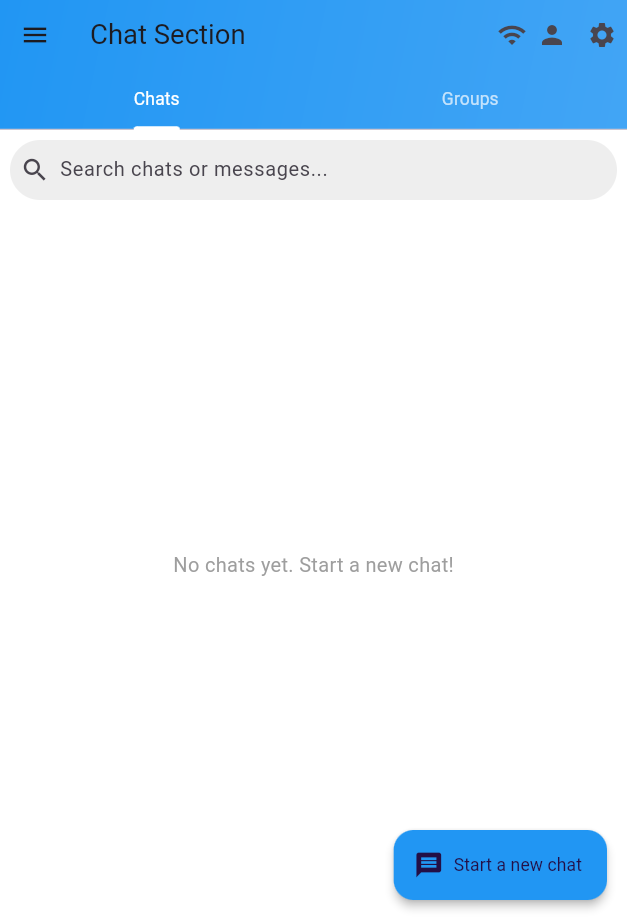 Chat Section
Chats
Groups
Search chats or messages...
No chats yet. Start a new chat!
Start a new chat